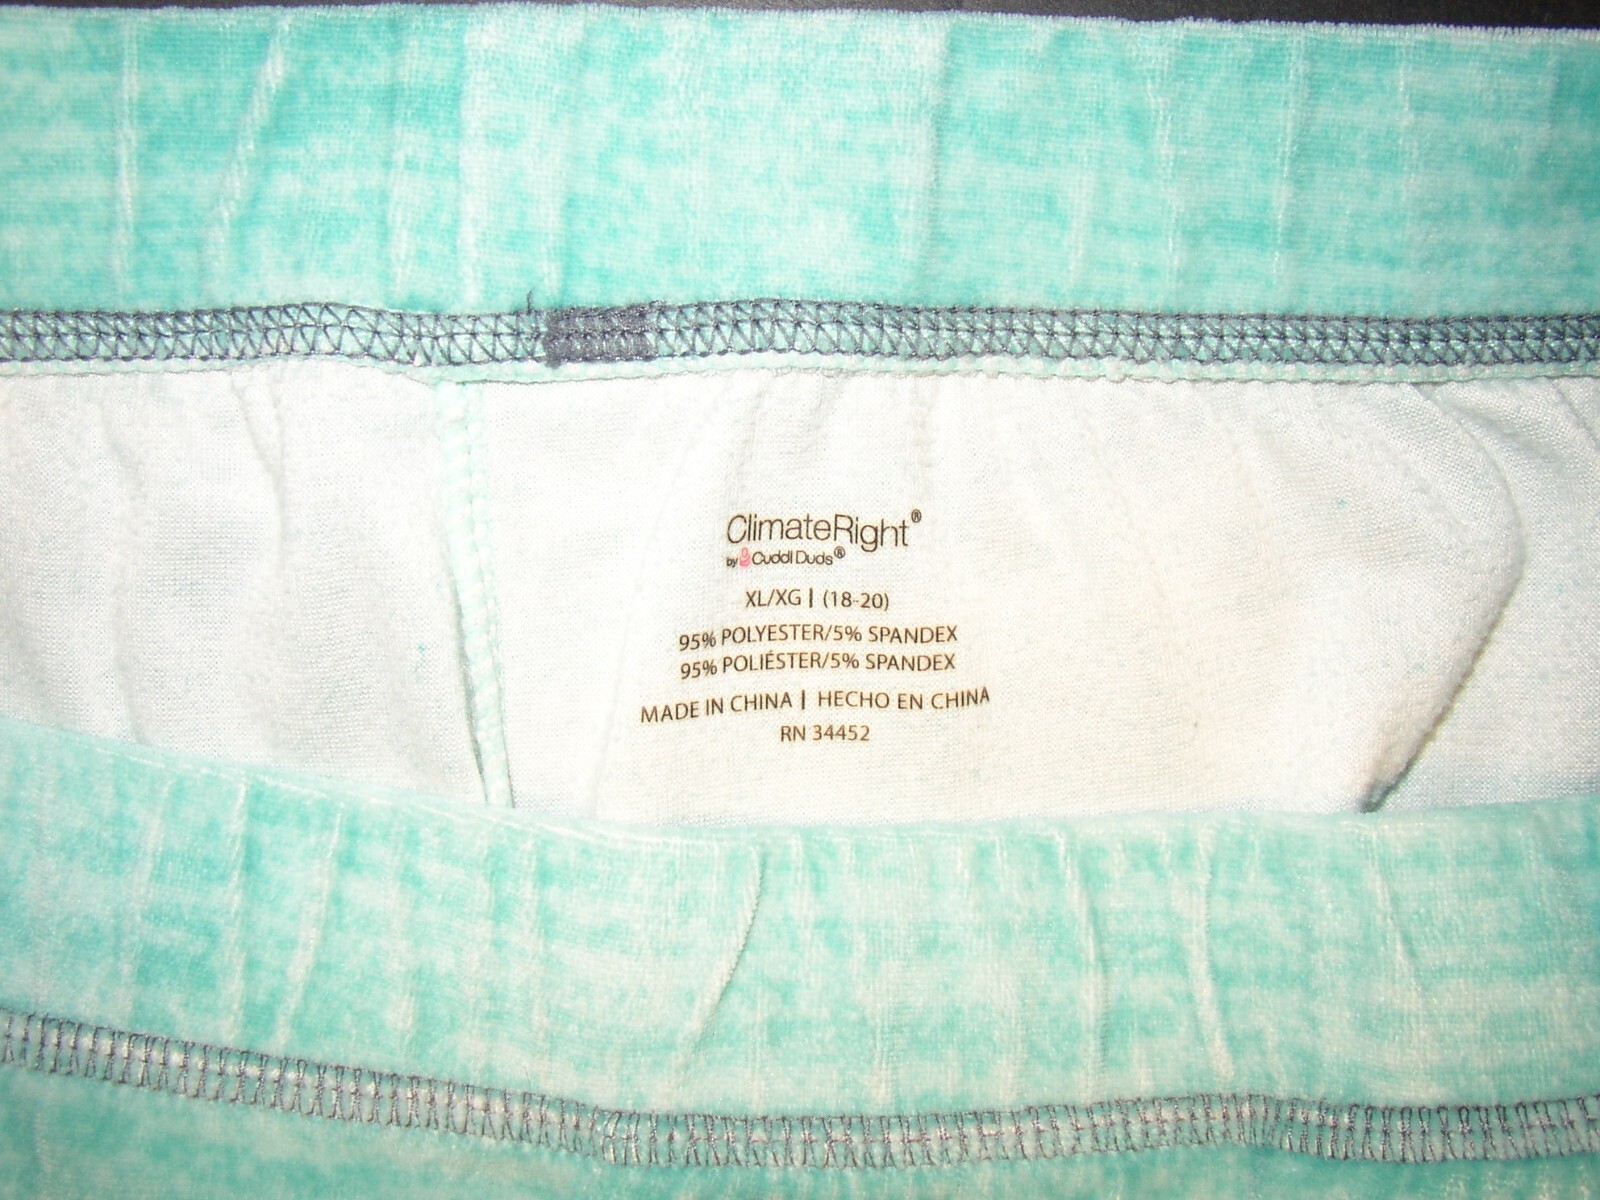 ClimateRight®
by Cuddl Duds®
XL/XG | (18-20)
95% POLYESTER/5% SPANDEX
95% POLIÉSTER/5% SPANDEX
MADE IN CHINA | HECHO EN CHINA
RN 34452